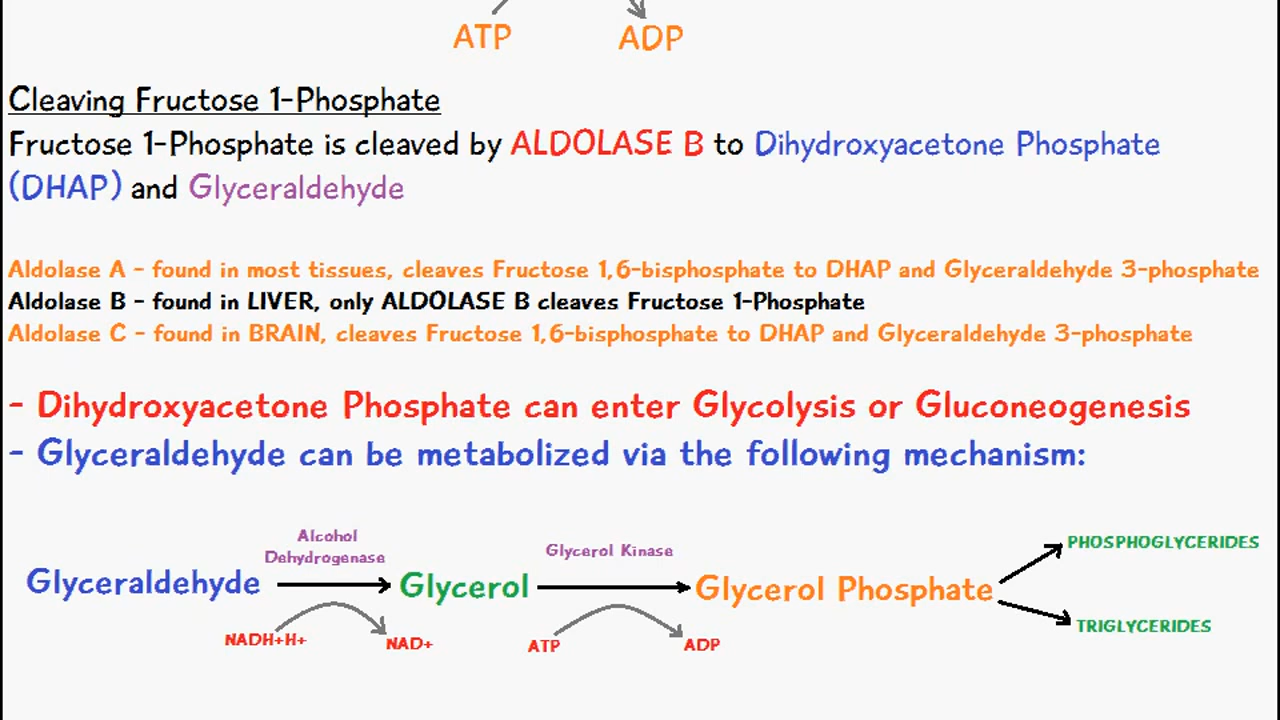 ATP ADP
Cleaving Fructose 1-Phosphate
Fructose 1-Phosphate is cleaved by ALDOLASE B to Dihydroxyacetone Phosphate
(DHAP) and Glyceraldehyde
Aldolase A - found in most tissues, cleaves Fructose 1,6-bisphosphate to DHAP and Glyceraldehyde 3-phosphate
Aldolase B - found in LIVER, only ALDOLASE B cleaves Fructose 1-Phosphate
Aldolase C - found in BRAIN, cleaves Fructose 1,6-bisphosphate to DHAP and Glyceraldehyde 3-phosphate
- Dihydroxyacetone Phosphate can enter Glycolysis or Gluconeogenesis
- Glyceraldehyde can be metabolized via the following mechanism:
Alcohol
Dehydrogenase
Glycerol Kinase
PHOSPHOGLYCERIDES
Glyceraldehyde Glycerol Glycerol Phosphate
TRIGLYCERIDES
NADH+H+ NAD+ ATP ADP